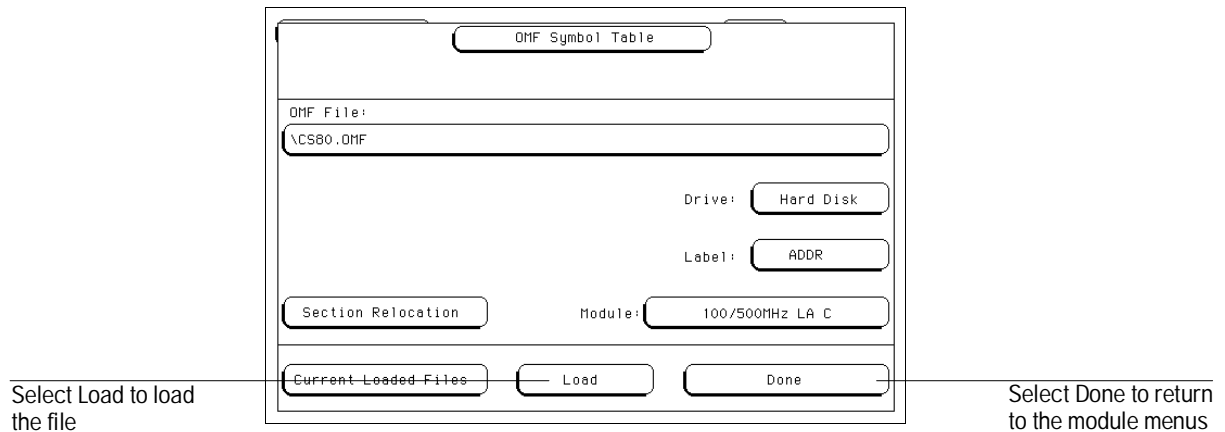 OMF Symbol Table
OMF File:
\CS80.OMF
Drive: Hard Disk
Label: ADDR
Section Relocation Module: 100/500MHz LA C
Current Loaded Files Load Done
Select Load to load
the file
Select Done to return
to the module menus